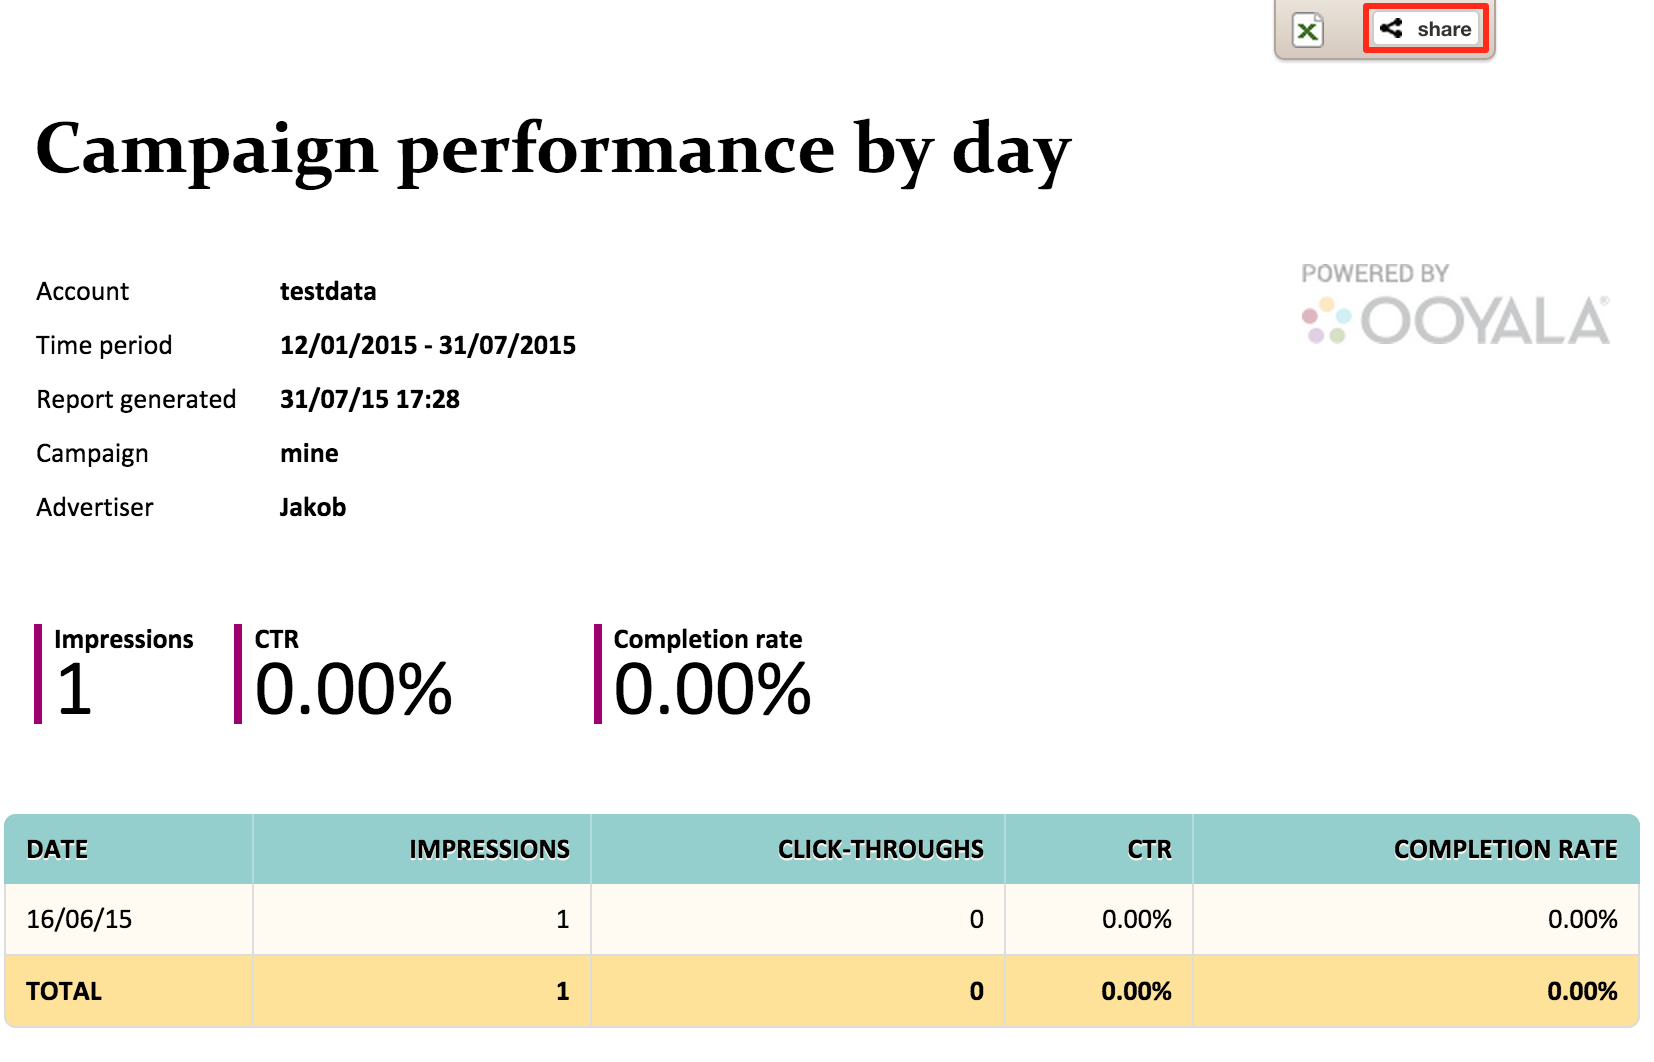 share
Campaign performance by day
POWERED BY
OOYALA®
Account testdata
Time period 12/01/2015 - 31/07/2015
Report generated 31/07/15 17:28
Campaign mine
Advertiser Jakob
Impressions CTR Completion rate
1 0.00% 0.00%
DATE IMPRESSIONS CLICK-THROUGHS CTR COMPLETION RATE
16/06/15 1 0 0.00% 0.00%
TOTAL 1 0 0.00% 0.00%